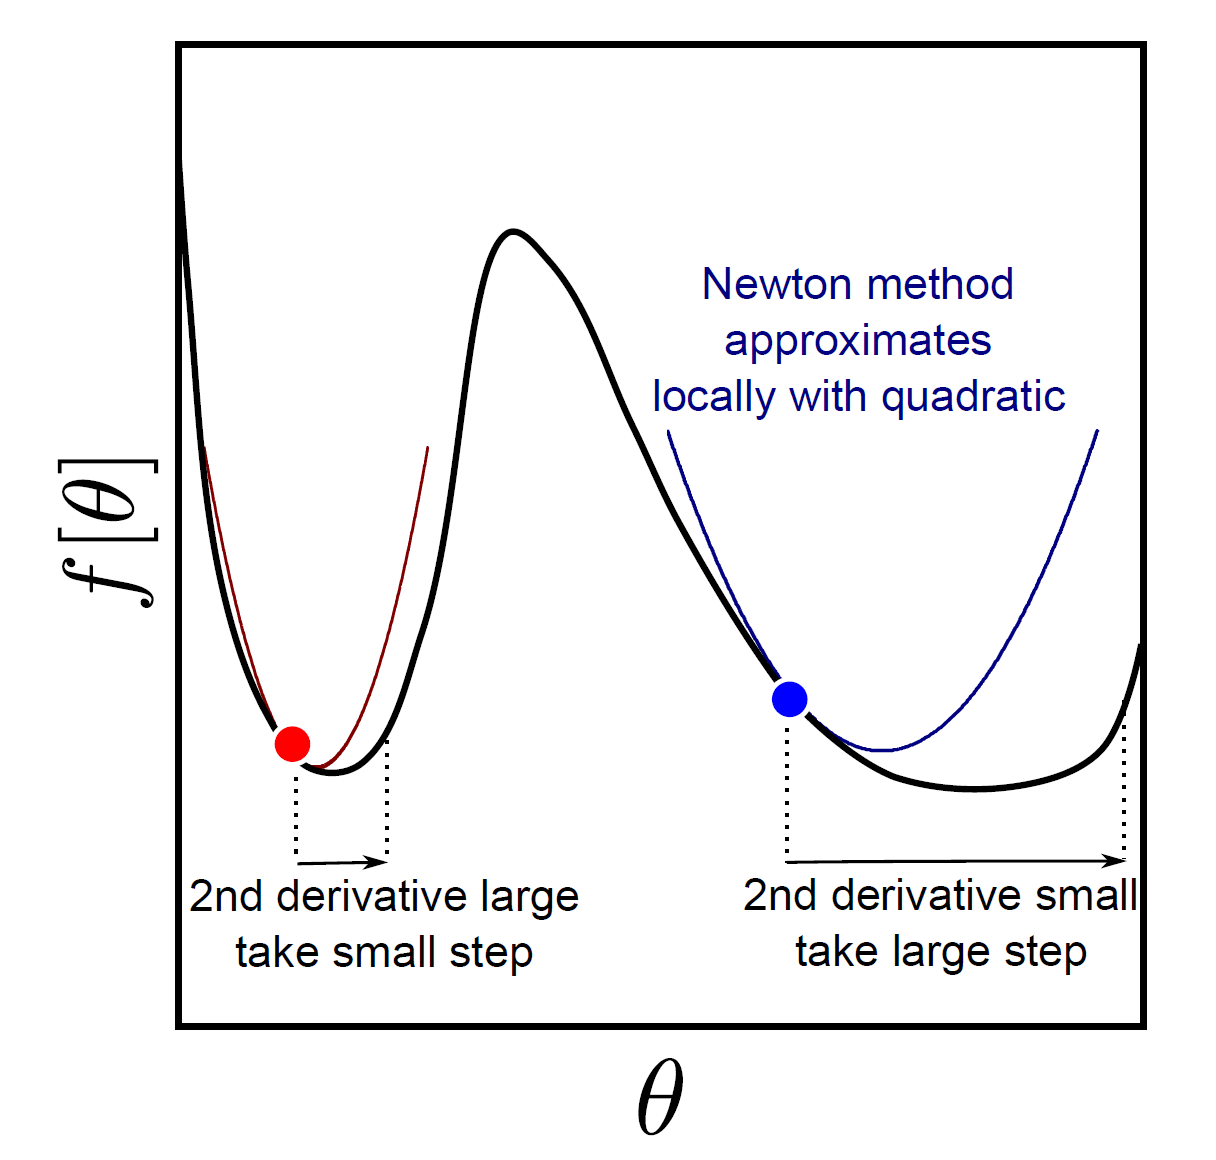 f[θ]
Newton method
approximates
locally with quadratic
2nd derivative large
take small step
2nd derivative small
take large step
θ